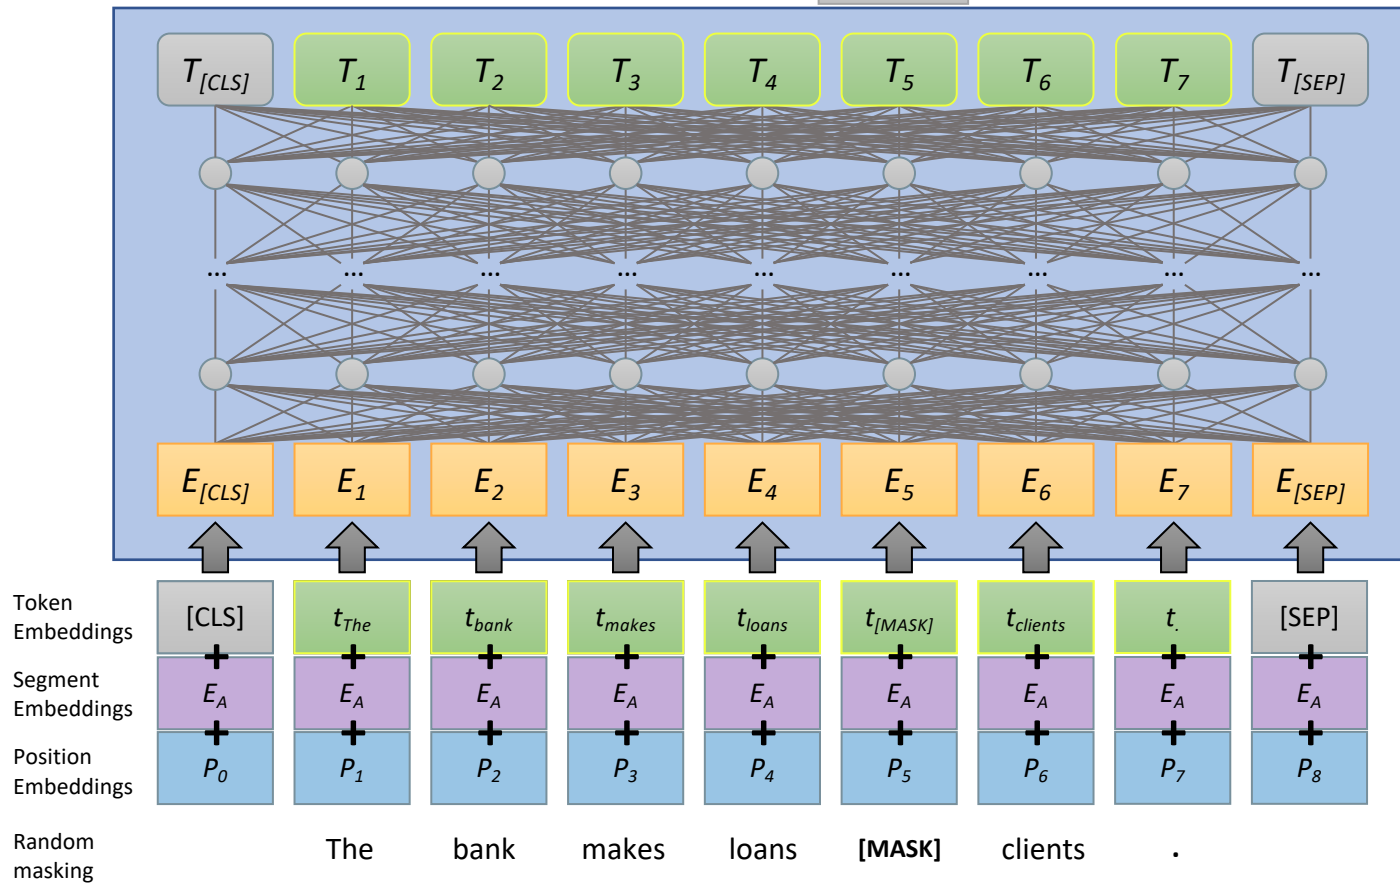 T[CLS] T1 T2 T3 T4 T5 T6 T7 T[SEP]
... ... ... ... ... ... ... ... ...
E[CLS] E1 E2 E3 E4 E5 E6 E7 E[SEP]
Token
Embeddings
[CLS] tThe tbank tmakes tloans t[MASK] tclients t. [SEP]
+ + + + + + + + +
Segment
Embeddings
EA EA EA EA EA EA EA EA EA
+ + + + + + + + +
Position
Embeddings
P0 P1 P2 P3 P4 P5 P6 P7 P8
Random
masking
The bank makes loans [MASK] clients .